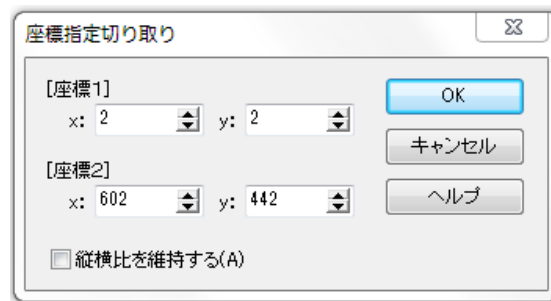 座標指定切り取り
[座標1]
x: 2 y: 2
[座標2]
x: 602 y: 442
縦横比を維持する(A)
OK
キャンセル
ヘルプ